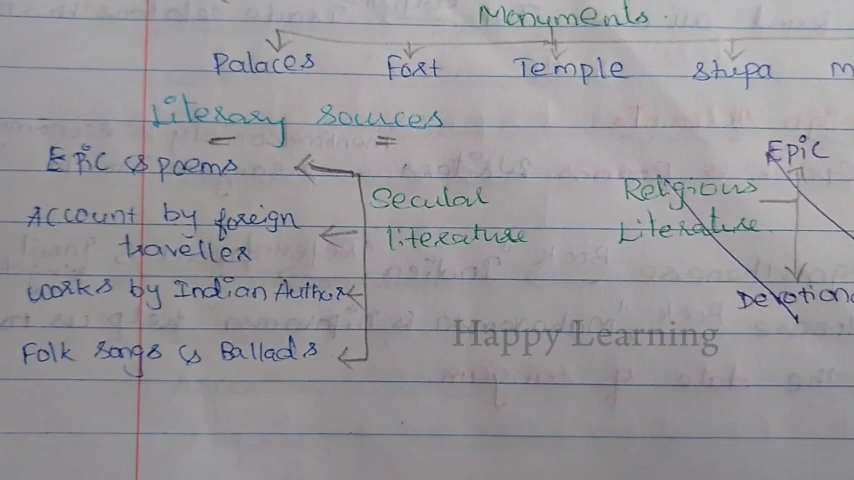 Monuments
Palaces Fort Temple Stupa M
Literary sources
Epic & poems
Account by foreign
traveller
works by Indian Author
Folk songs & Ballads
Secular
literature
Religious
Literature
Epic
Devotion
Happy Learning